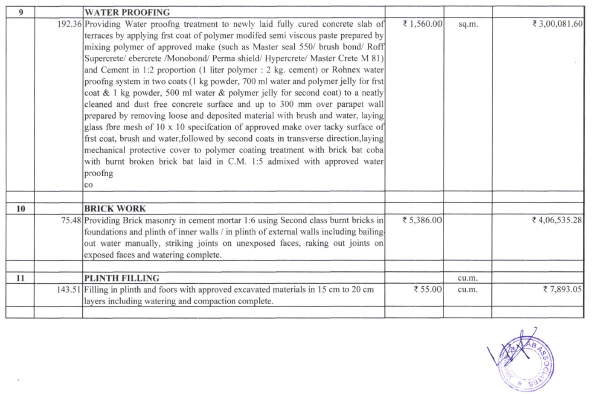 9 WATER PROOFING
192.36 Providing Water proofing treatment to newly laid fully cured concrete slab of ₹ 1,560.00 sq.m. ₹ 3,00,081.60
terraces by applying frst coat of polymer modifed semi viscous paste prepared by
mixing polymer of approved make (such as Master seal 550/ brush bond/ Roff
Supercrete/ ebercrete /Monobond/ Perma shield/ Hypercrete/ Master Crete M 81)
and Cement in 1:2 proportion (1 liter polymer : 2 kg. cement) or Rohnex water
proofng system in two coats (1 kg powder, 700 ml water and polymer jelly for frst
coat & 1 kg powder, 500 ml water & polymer jelly for second coat) to a neatly
cleaned and dust free concrete surface and up to 300 mm over parapet wall
prepared by removing loose and deposited material with brush and water, laying
glass fbre mesh of 10 x 10 specifcation of approved make over tacky surface of
frst coat, brush and water,followed by second coats in transverse direction,laying
mechanical protective cover to polymer coating treatment with brick bat coba
with burnt broken brick bat laid in C.M. 1:5 admixed with approved water
proofng
co
10 BRICK WORK
75.48 Providing Brick masonry in cement mortar 1:6 using Second class burnt bricks in ₹ 5,386.00 ₹ 4,06,535.28
foundations and plinth of inner walls / in plinth of external walls including bailing-
out water manually, striking joints on unexposed faces, raking out joints on
exposed faces and watering complete.
11 PLINTH FILLING cu.m.
143.51 Filling in plinth and foors with approved excavated materials in 15 cm to 20 cm ₹ 55.00 cu.m. ₹ 7,893.05
layers including watering and compaction complete.
ASSOCIATES